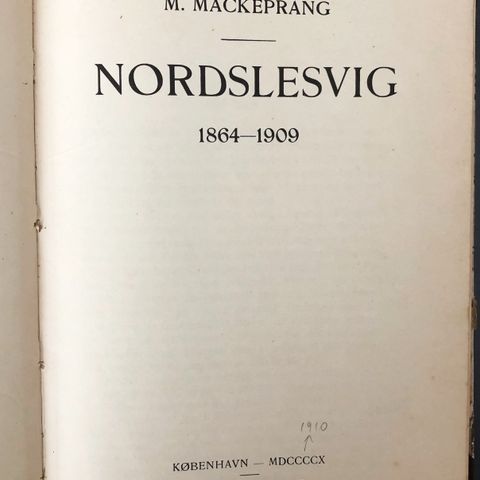 M. MACKEPRANG
NORDSLESVIG
1864—1909
1910
KØBENHAVN — MDCCCCX